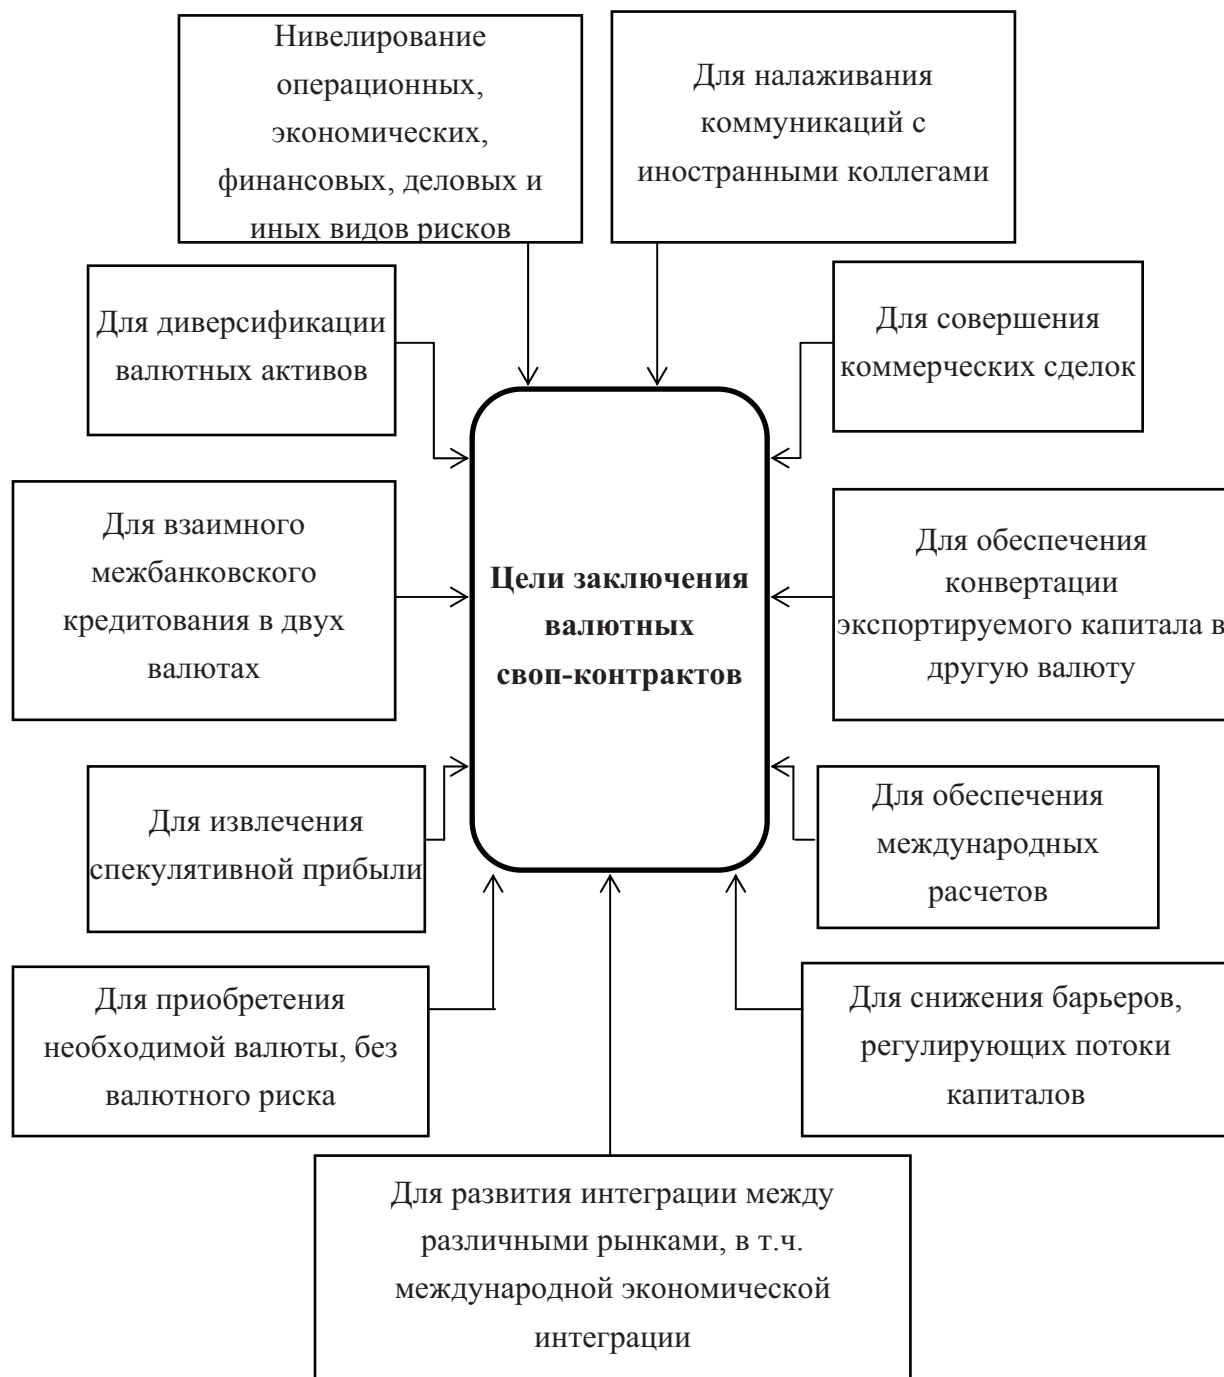 Нивелирование
операционных,
экономических,
финансовых, деловых и
иных видов рисков
Для налаживания
коммуникаций с
иностранными коллегами
Для диверсификации
валютных активов
Для совершения
коммерческих сделок
Для взаимного
межбанковского
кредитования в двух
валютах
Цели заключения
валютных
своп-контрактов
Для обеспечения
конвертации
экспортируемого капитала в
другую валюту
Для извлечения
спекулятивной прибыли
Для обеспечения
международных
расчетов
Для приобретения
необходимой валюты, без
валютного риска
Для снижения барьеров,
регулирующих потоки
капиталов
Для развития интеграции между
различными рынками, в т.ч.
международной экономической
интеграции